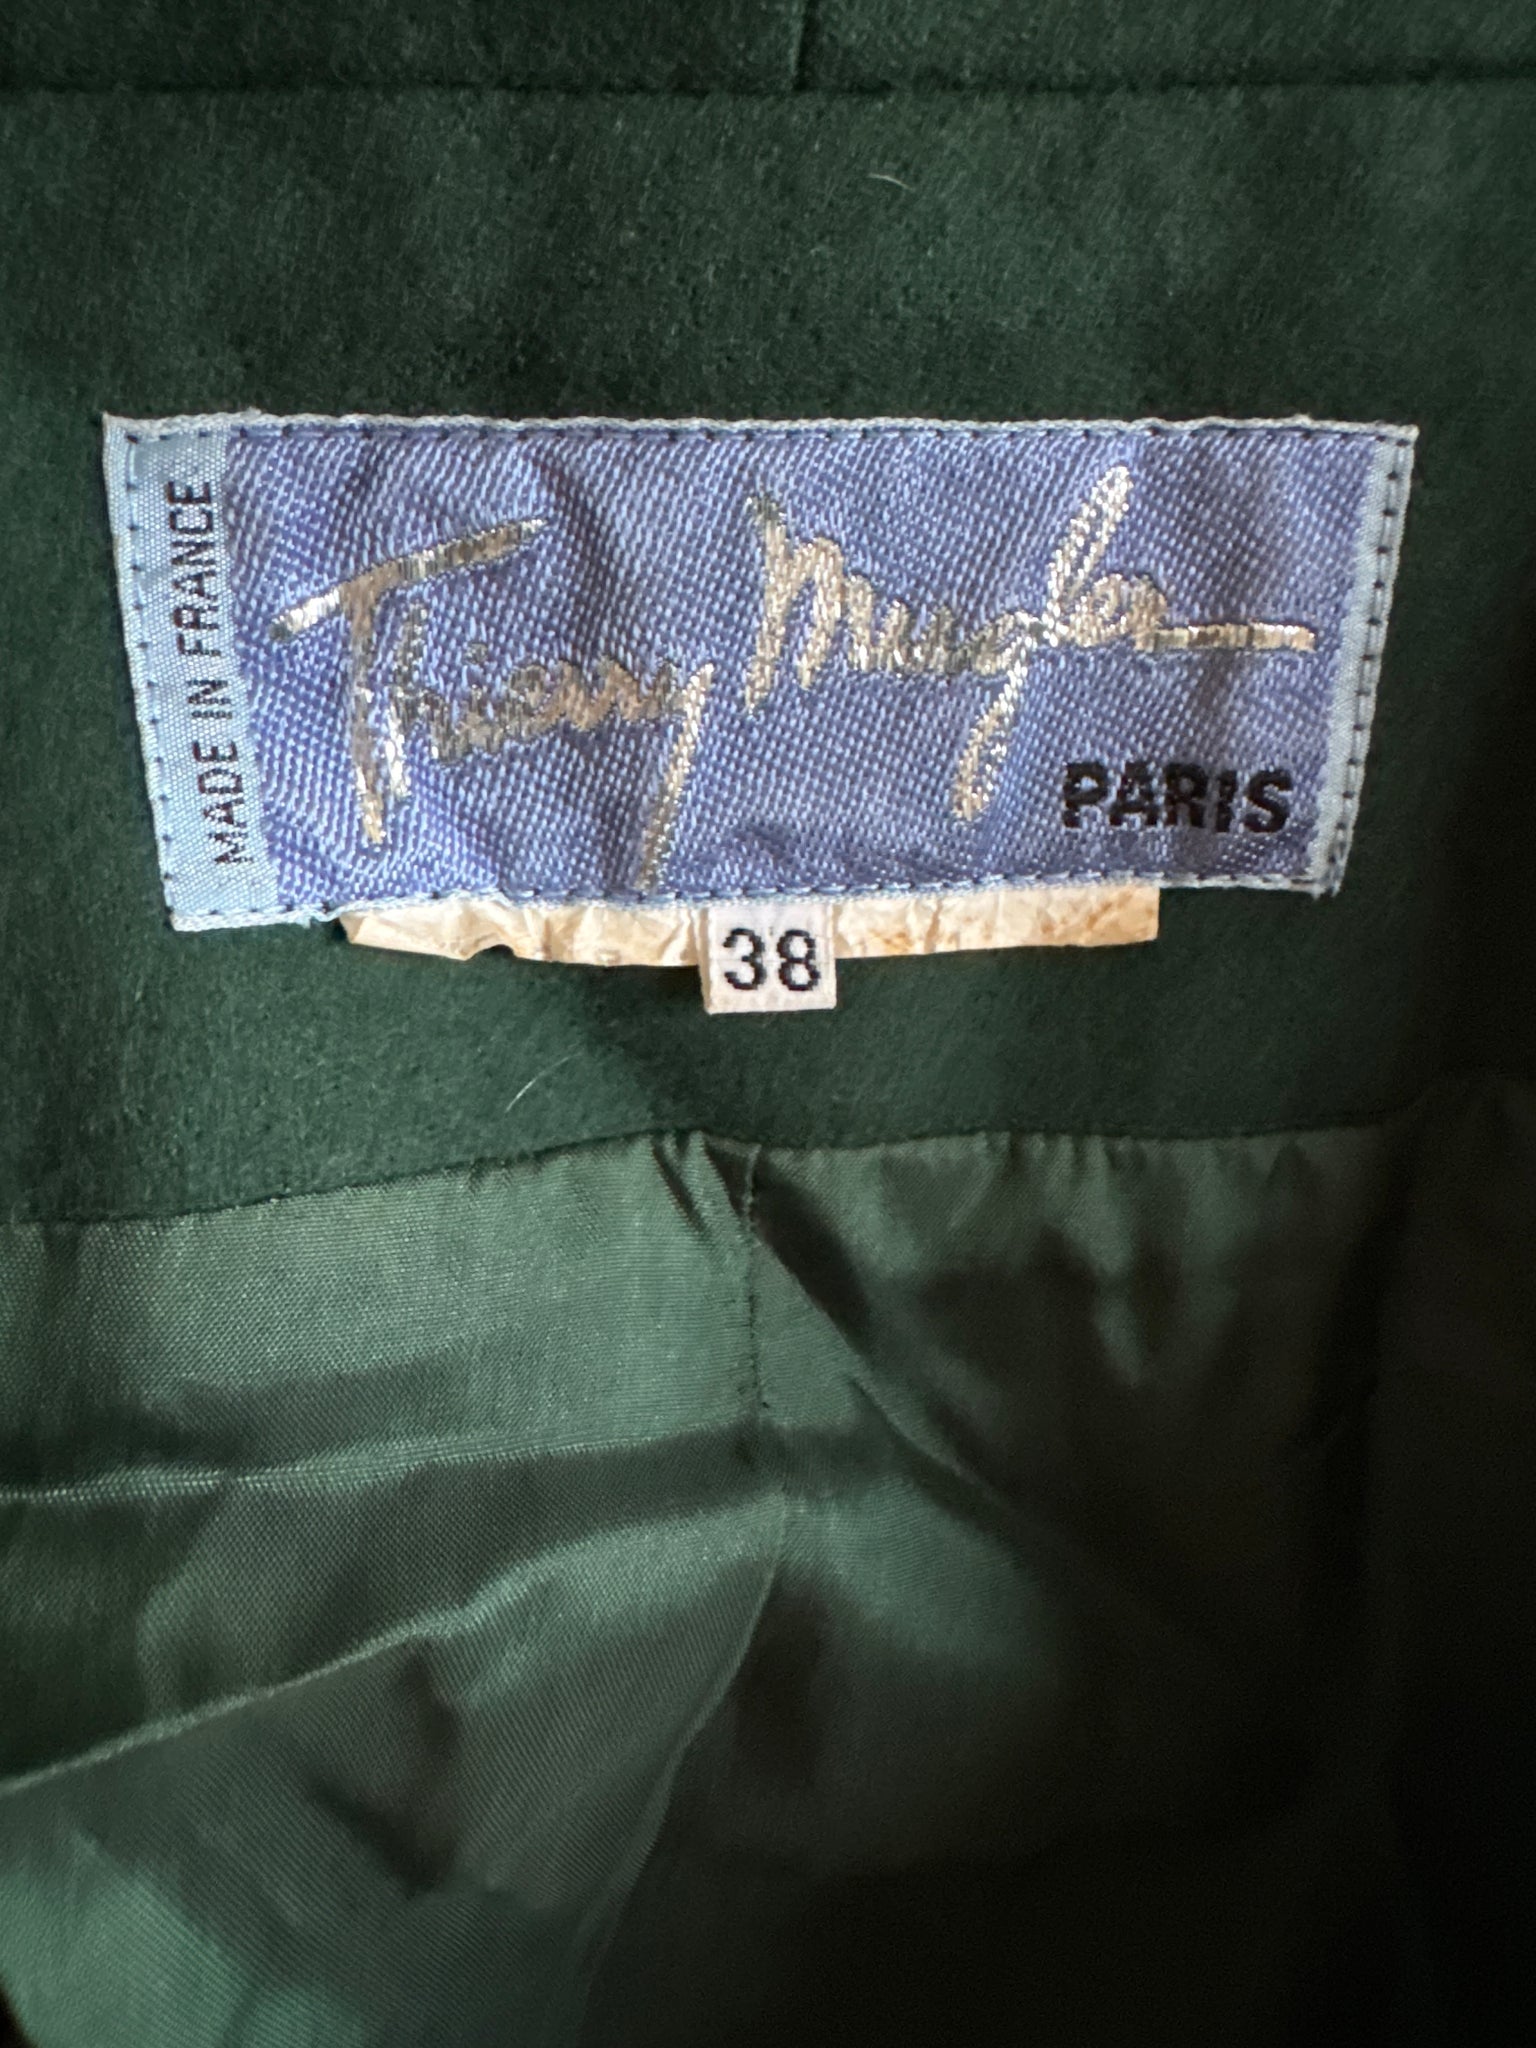 MADE IN FRANCE
Thierry Mugler
PARIS
38